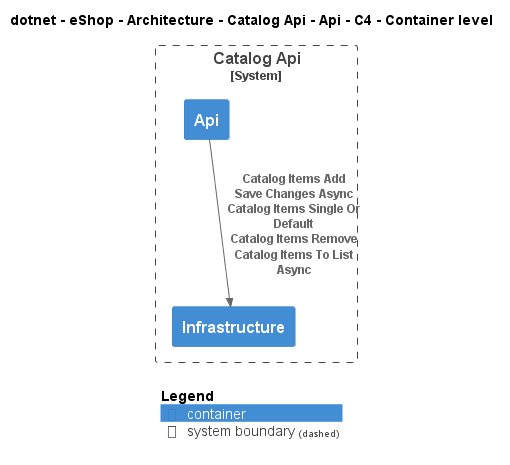 dotnet - eShop - Architecture - Catalog Api - Api - C4 - Container level
Catalog Api
[System]
Api
Catalog Items Add
Save Changes Async
Catalog Items Single Or
Default
Catalog Items Remove
Catalog Items To List
Async
Infrastructure
Legend
container
system boundary (dashed)